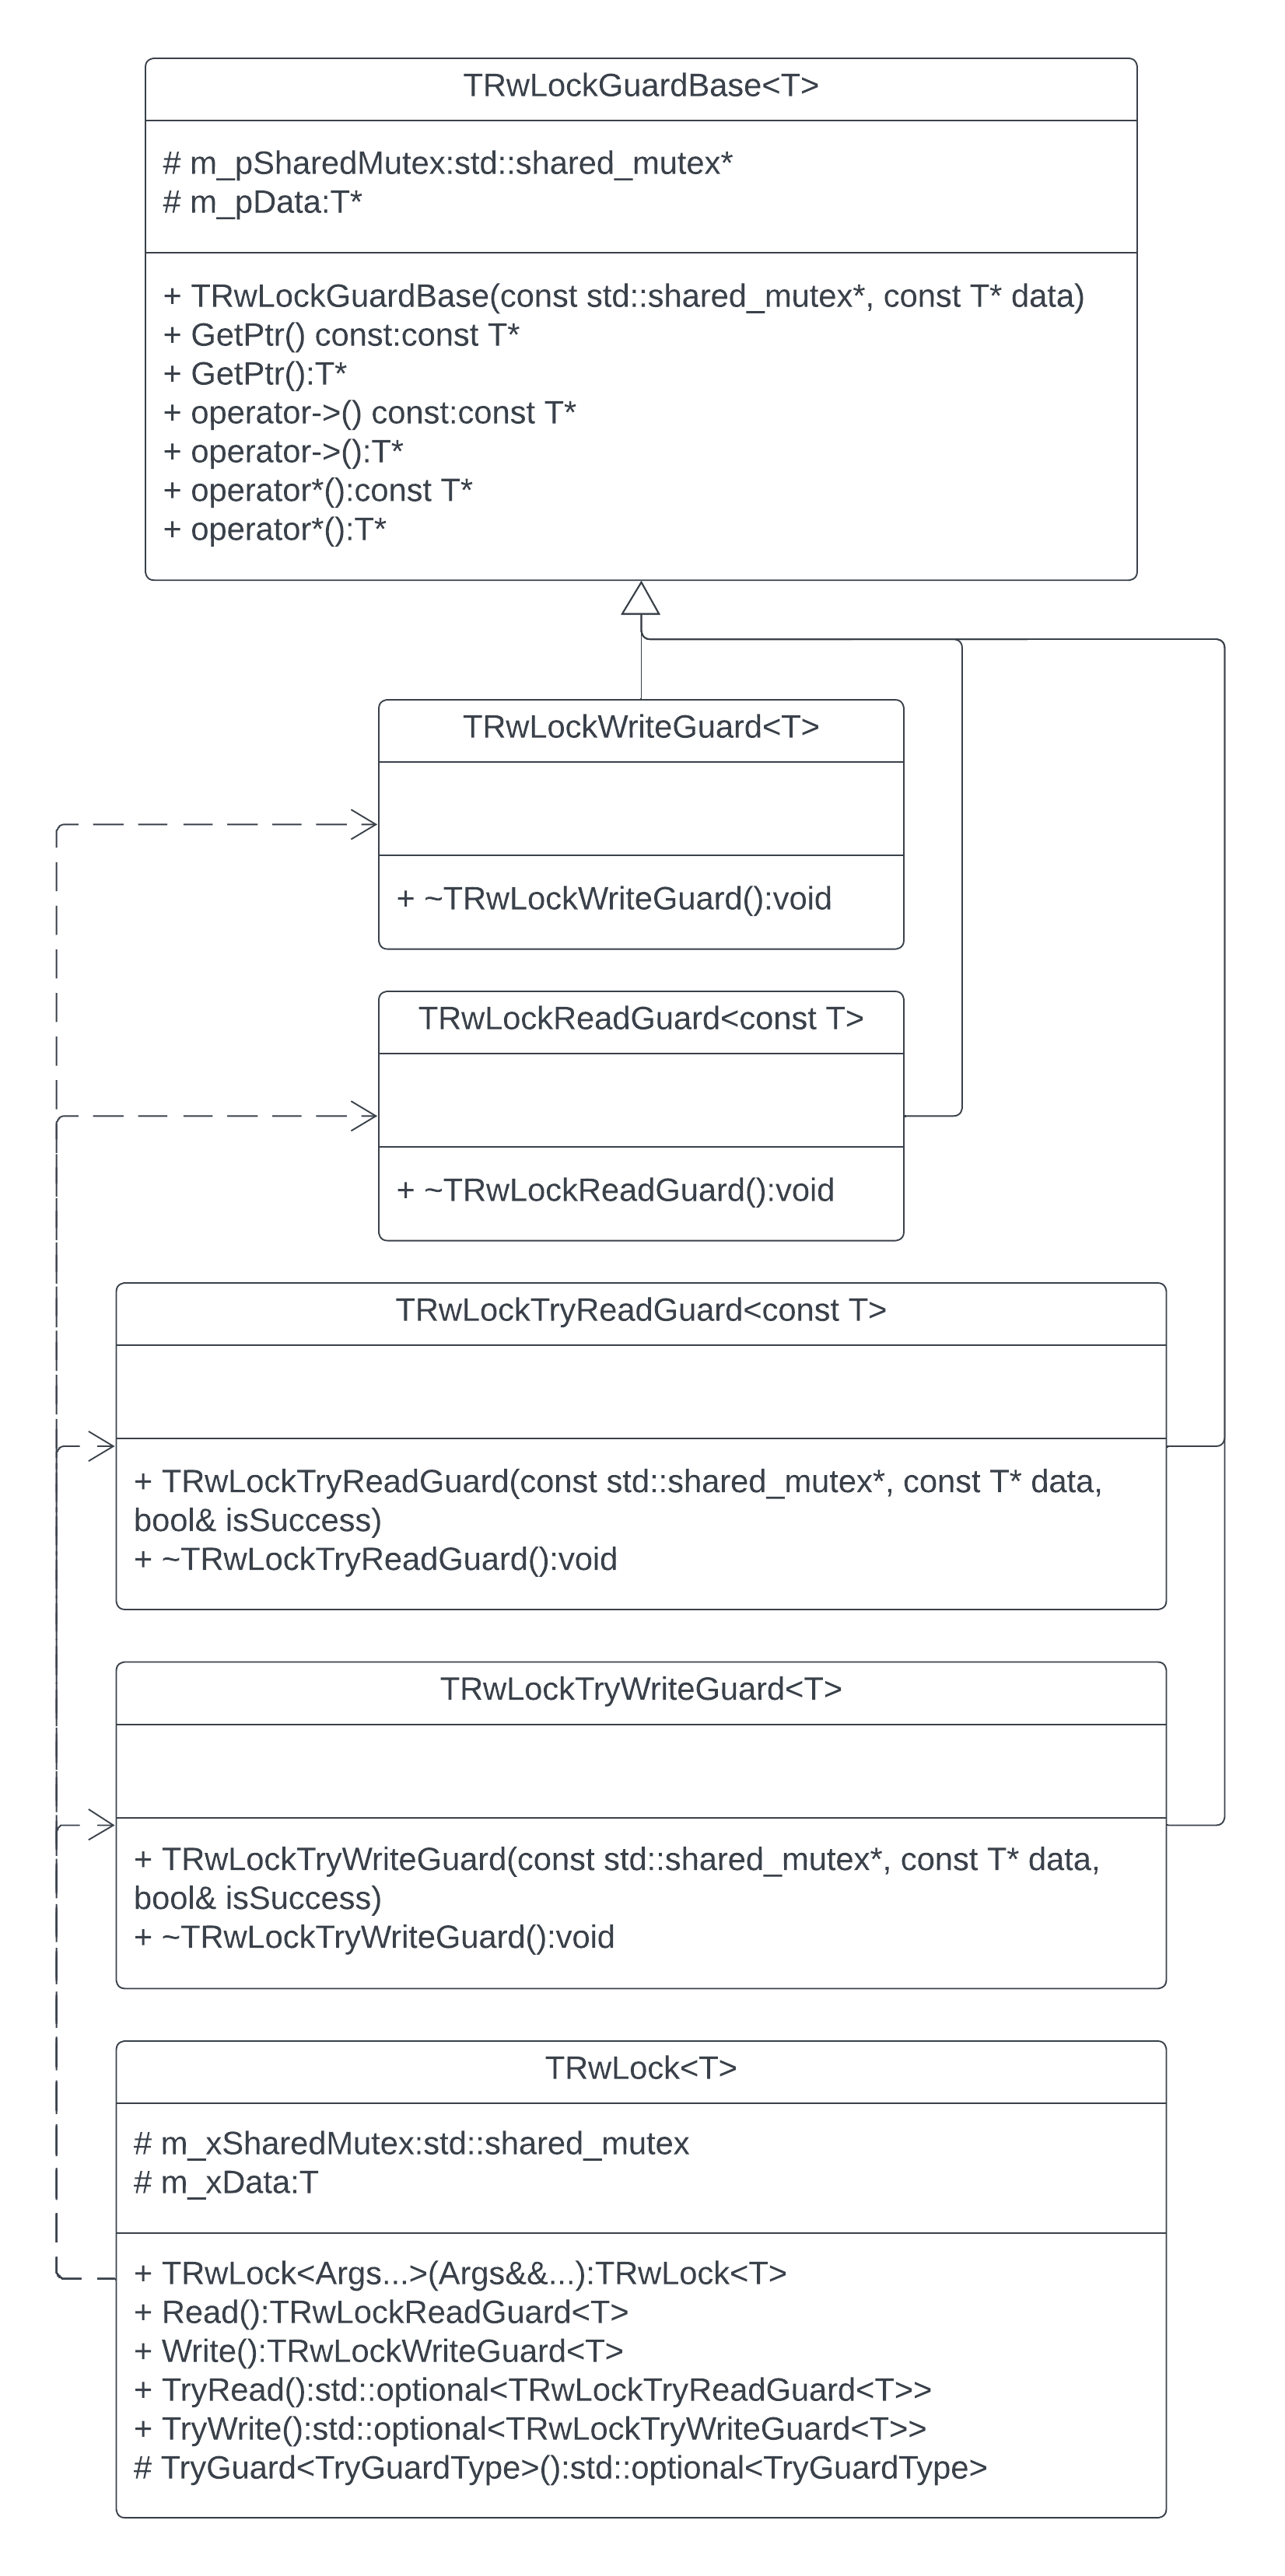 TRwLockGuardBase<T>
# m_pSharedMutex:std::shared_mutex*
# m_pData:T*
+ TRwLockGuardBase(const std::shared_mutex*, const T* data)
+ GetPtr() const:const T*
+ GetPtr():T*
+ operator->() const:const T*
+ operator->():T*
+ operator*():const T*
+ operator*():T*
TRwLockWriteGuard<T>
+ ~TRwLockWriteGuard():void
TRwLockReadGuard<const T>
+ ~TRwLockReadGuard():void
TRwLockTryReadGuard<const T>
+ TRwLockTryReadGuard(const std::shared_mutex*, const T* data,
bool& isSuccess)
+ ~TRwLockTryReadGuard():void
TRwLockTryWriteGuard<T>
+ TRwLockTryWriteGuard(const std::shared_mutex*, const T* data,
bool& isSuccess)
+ ~TRwLockTryWriteGuard():void
TRwLock<T>
# m_xSharedMutex:std::shared_mutex
# m_xData:T
+ TRwLock<Args...>(Args&&...):TRwLock<T>
+ Read():TRwLockReadGuard<T>
+ Write():TRwLockWriteGuard<T>
+ TryRead():std::optional<TRwLockTryReadGuard<T>>
+ TryWrite():std::optional<TRwLockTryWriteGuard<T>>
# TryGuard<TryGuardType>():std::optional<TryGuardType>